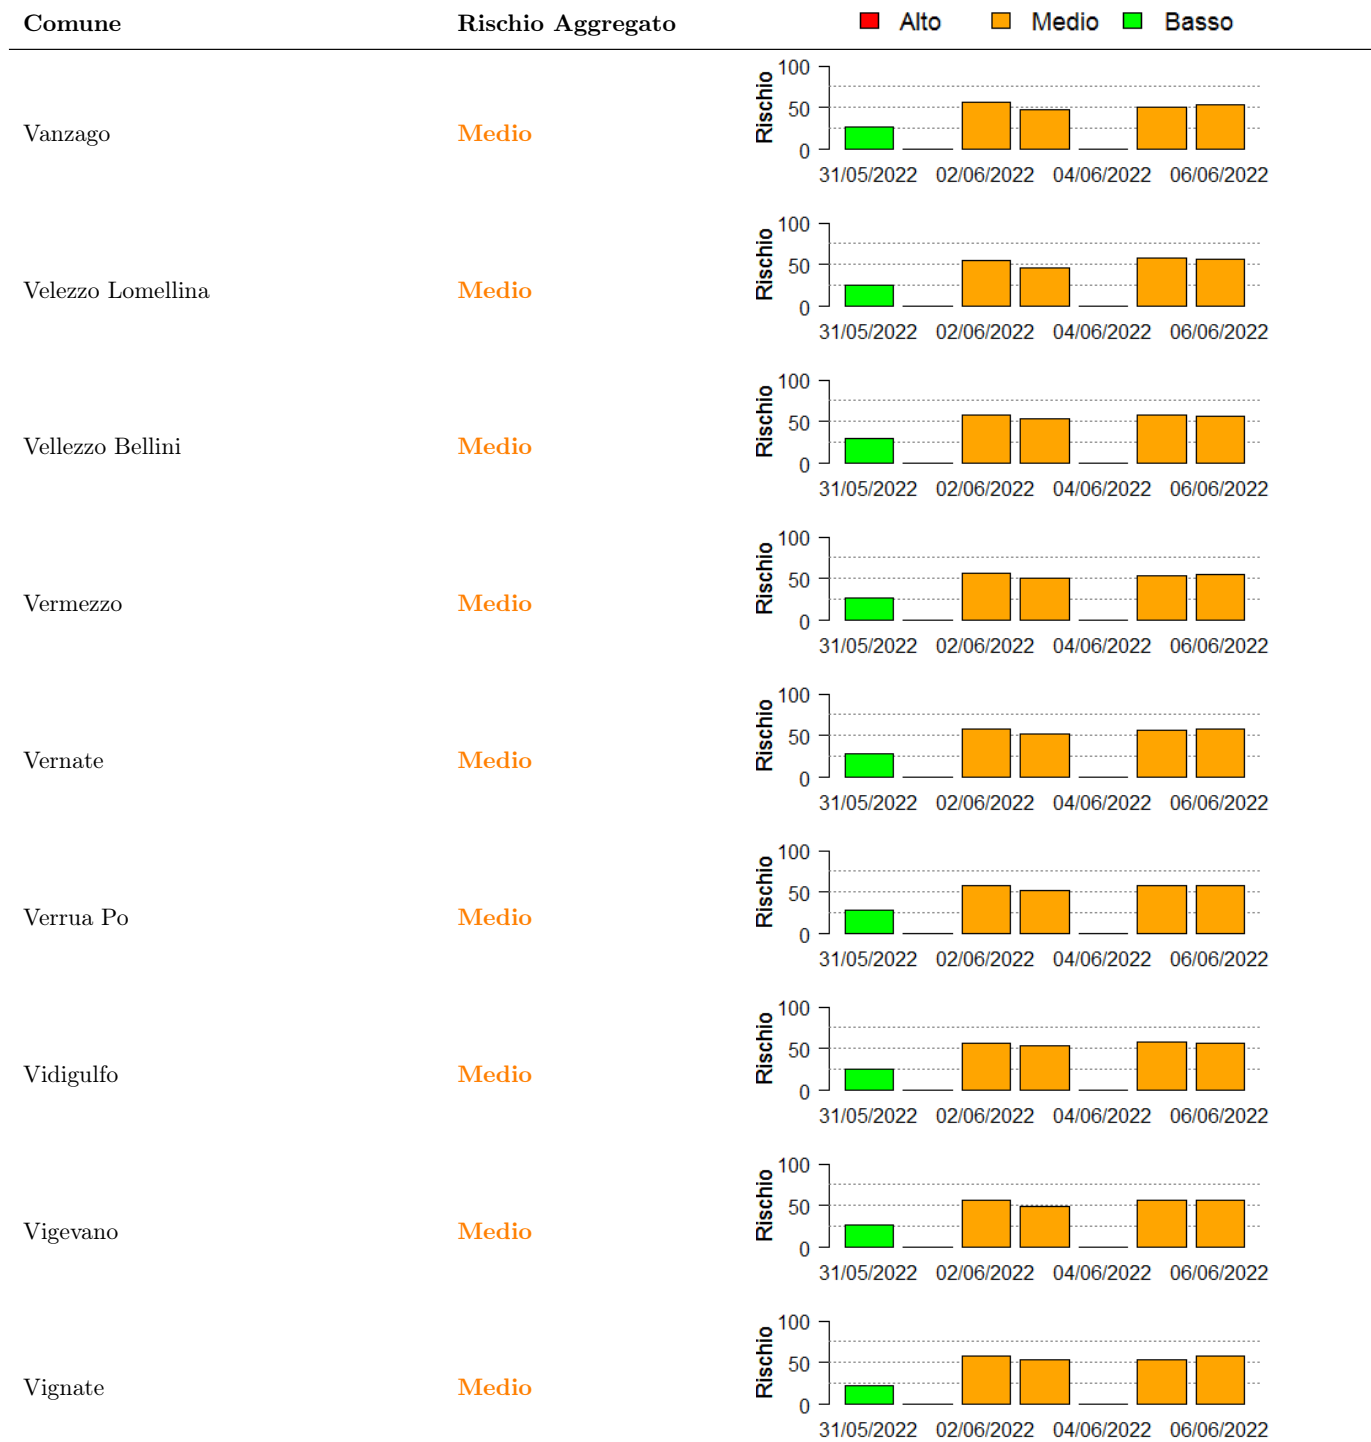 Comune Rischio Aggregato Alto Medio Basso
Vanzago Medio
Rischio
100
50
0
31/05/2022 02/06/2022 04/06/2022 06/06/2022
Velezzo Lomellina Medio
Rischio
100
50
0
31/05/2022 02/06/2022 04/06/2022 06/06/2022
Vellezzo Bellini Medio
Rischio
100
50
0
31/05/2022 02/06/2022 04/06/2022 06/06/2022
Vermezzo Medio
Rischio
100
50
0
31/05/2022 02/06/2022 04/06/2022 06/06/2022
Vernate Medio
Rischio
100
50
0
31/05/2022 02/06/2022 04/06/2022 06/06/2022
Verrua Po Medio
Rischio
100
50
0
31/05/2022 02/06/2022 04/06/2022 06/06/2022
Vidigulfo Medio
Rischio
100
50
0
31/05/2022 02/06/2022 04/06/2022 06/06/2022
Vigevano Medio
Rischio
100
50
0
31/05/2022 02/06/2022 04/06/2022 06/06/2022
Vignate Medio
Rischio
100
50
0
31/05/2022 02/06/2022 04/06/2022 06/06/2022